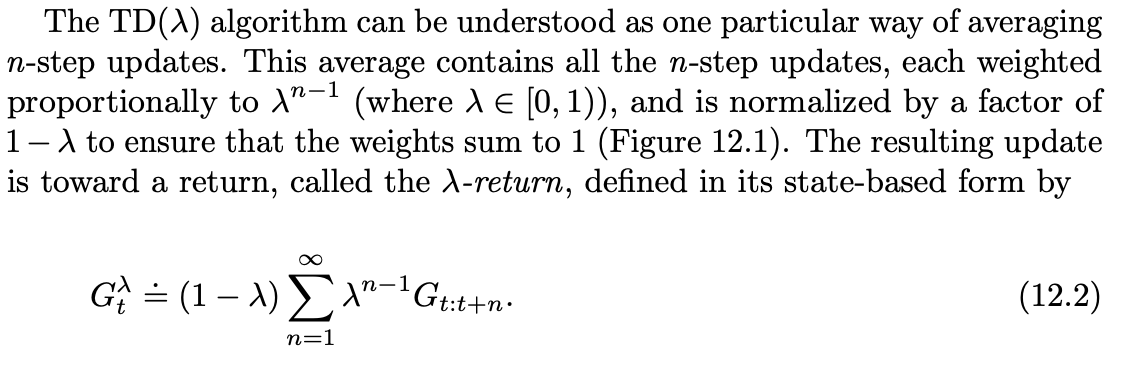 The TD(λ) algorithm can be understood as one particular way of averaging
n-step updates. This average contains all the n-step updates, each weighted
proportionally to λⁿ⁻¹ (where λ ∈ [0, 1)), and is normalized by a factor of
1 − λ to ensure that the weights sum to 1 (Figure 12.1). The resulting update
is toward a return, called the λ-return, defined in its state-based form by
G_t^λ ≐ (1 − λ) ∑_{n=1}^{∞} λ^{n−1} G_{t:t+n}. (12.2)